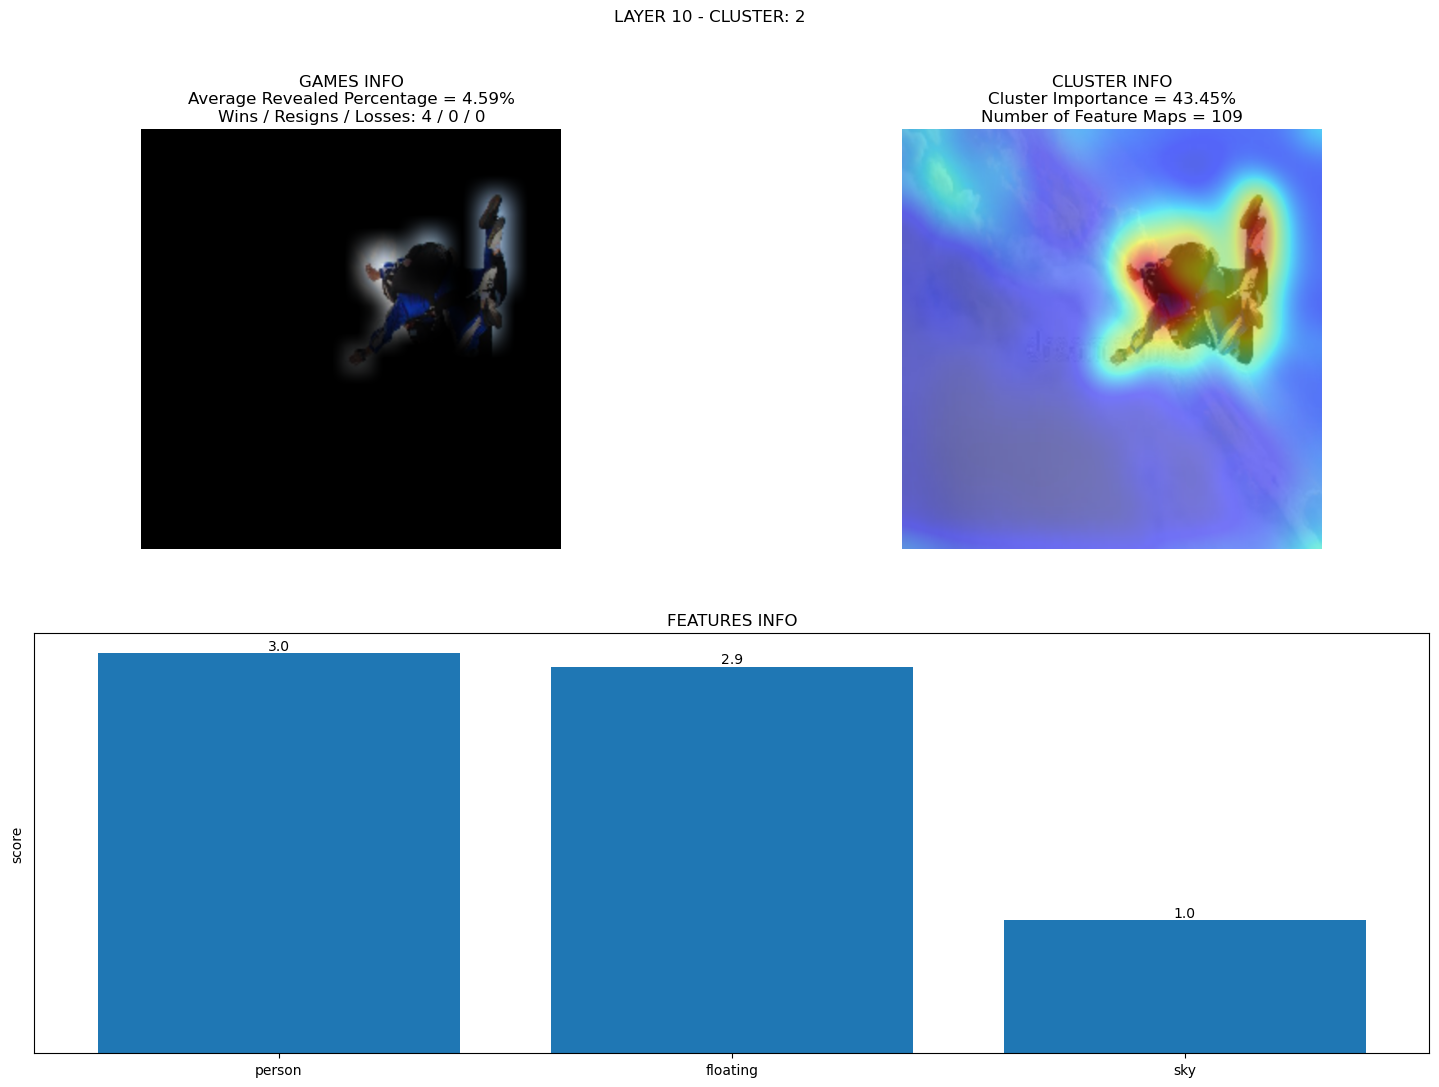 LAYER 10 - CLUSTER: 2
GAMES INFO
Average Revealed Percentage = 4.59%
Wins / Resigns / Losses: 4 / 0 / 0
CLUSTER INFO
Cluster Importance = 43.45%
Number of Feature Maps = 109
FEATURES INFO
score
3.0
2.9
1.0
person
floating
sky